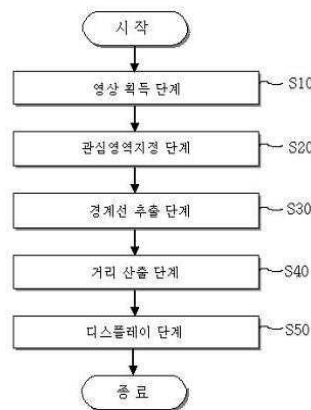 시 작
영상 획득 단계 S10
관심영역지정 단계 S20
경계선 추출 단계 S30
거리 산출 단계 S40
디스플레이 단계 S50
종 료